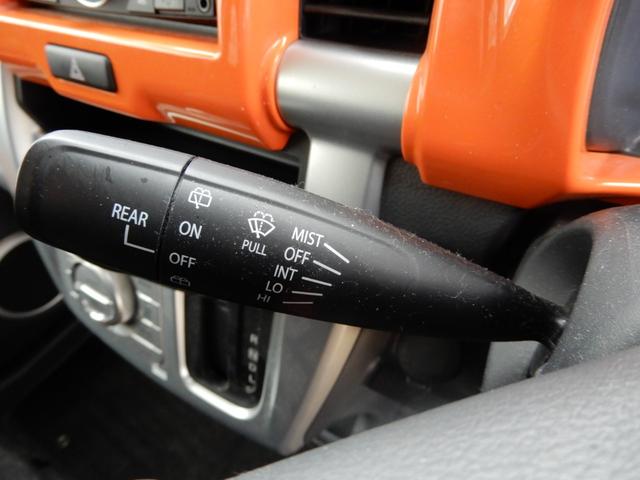 REAR
ON
OFF
PULL
MIST
OFF
INT
LO
HI